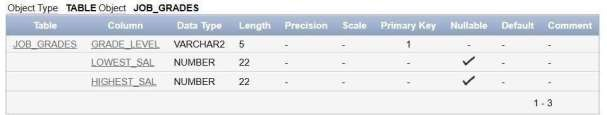 Object Type TABLE Object JOB_GRADES
Table Column Data Type Length Precision Scale Primary Key Nullable Default Comment
JOB_GRADES GRADE_LEVEL VARCHAR2 5 - - 1 - - -
LOWEST_SAL NUMBER 22 - - - ✓ - -
HIGHEST_SAL NUMBER 22 - - - ✓ - -
1 - 3